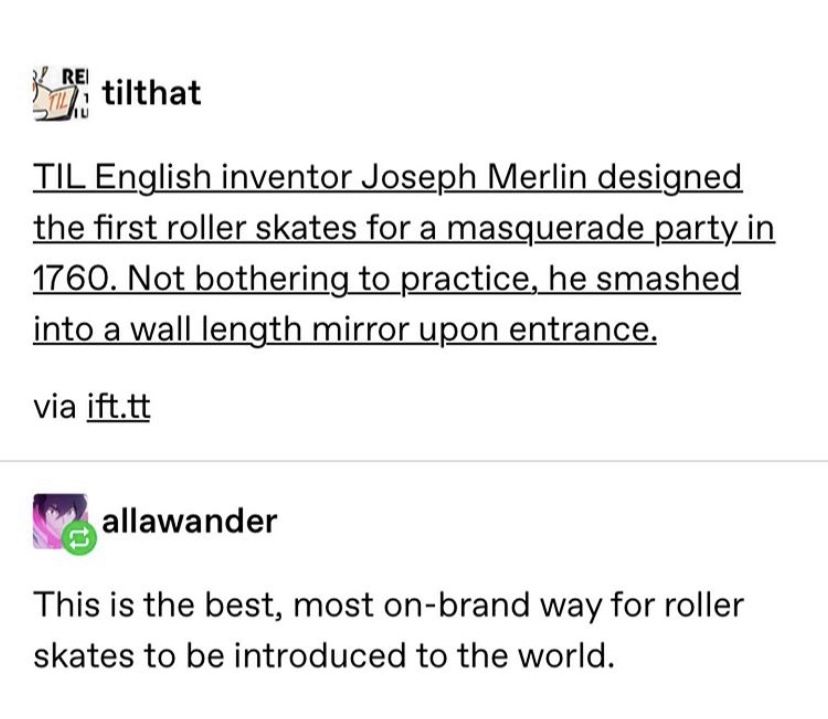 tilthat
TIL English inventor Joseph Merlin designed
the first roller skates for a masquerade party in
1760. Not bothering to practice, he smashed
into a wall length mirror upon entrance.
via ift.tt
allawander
This is the best, most on-brand way for roller
skates to be introduced to the world.